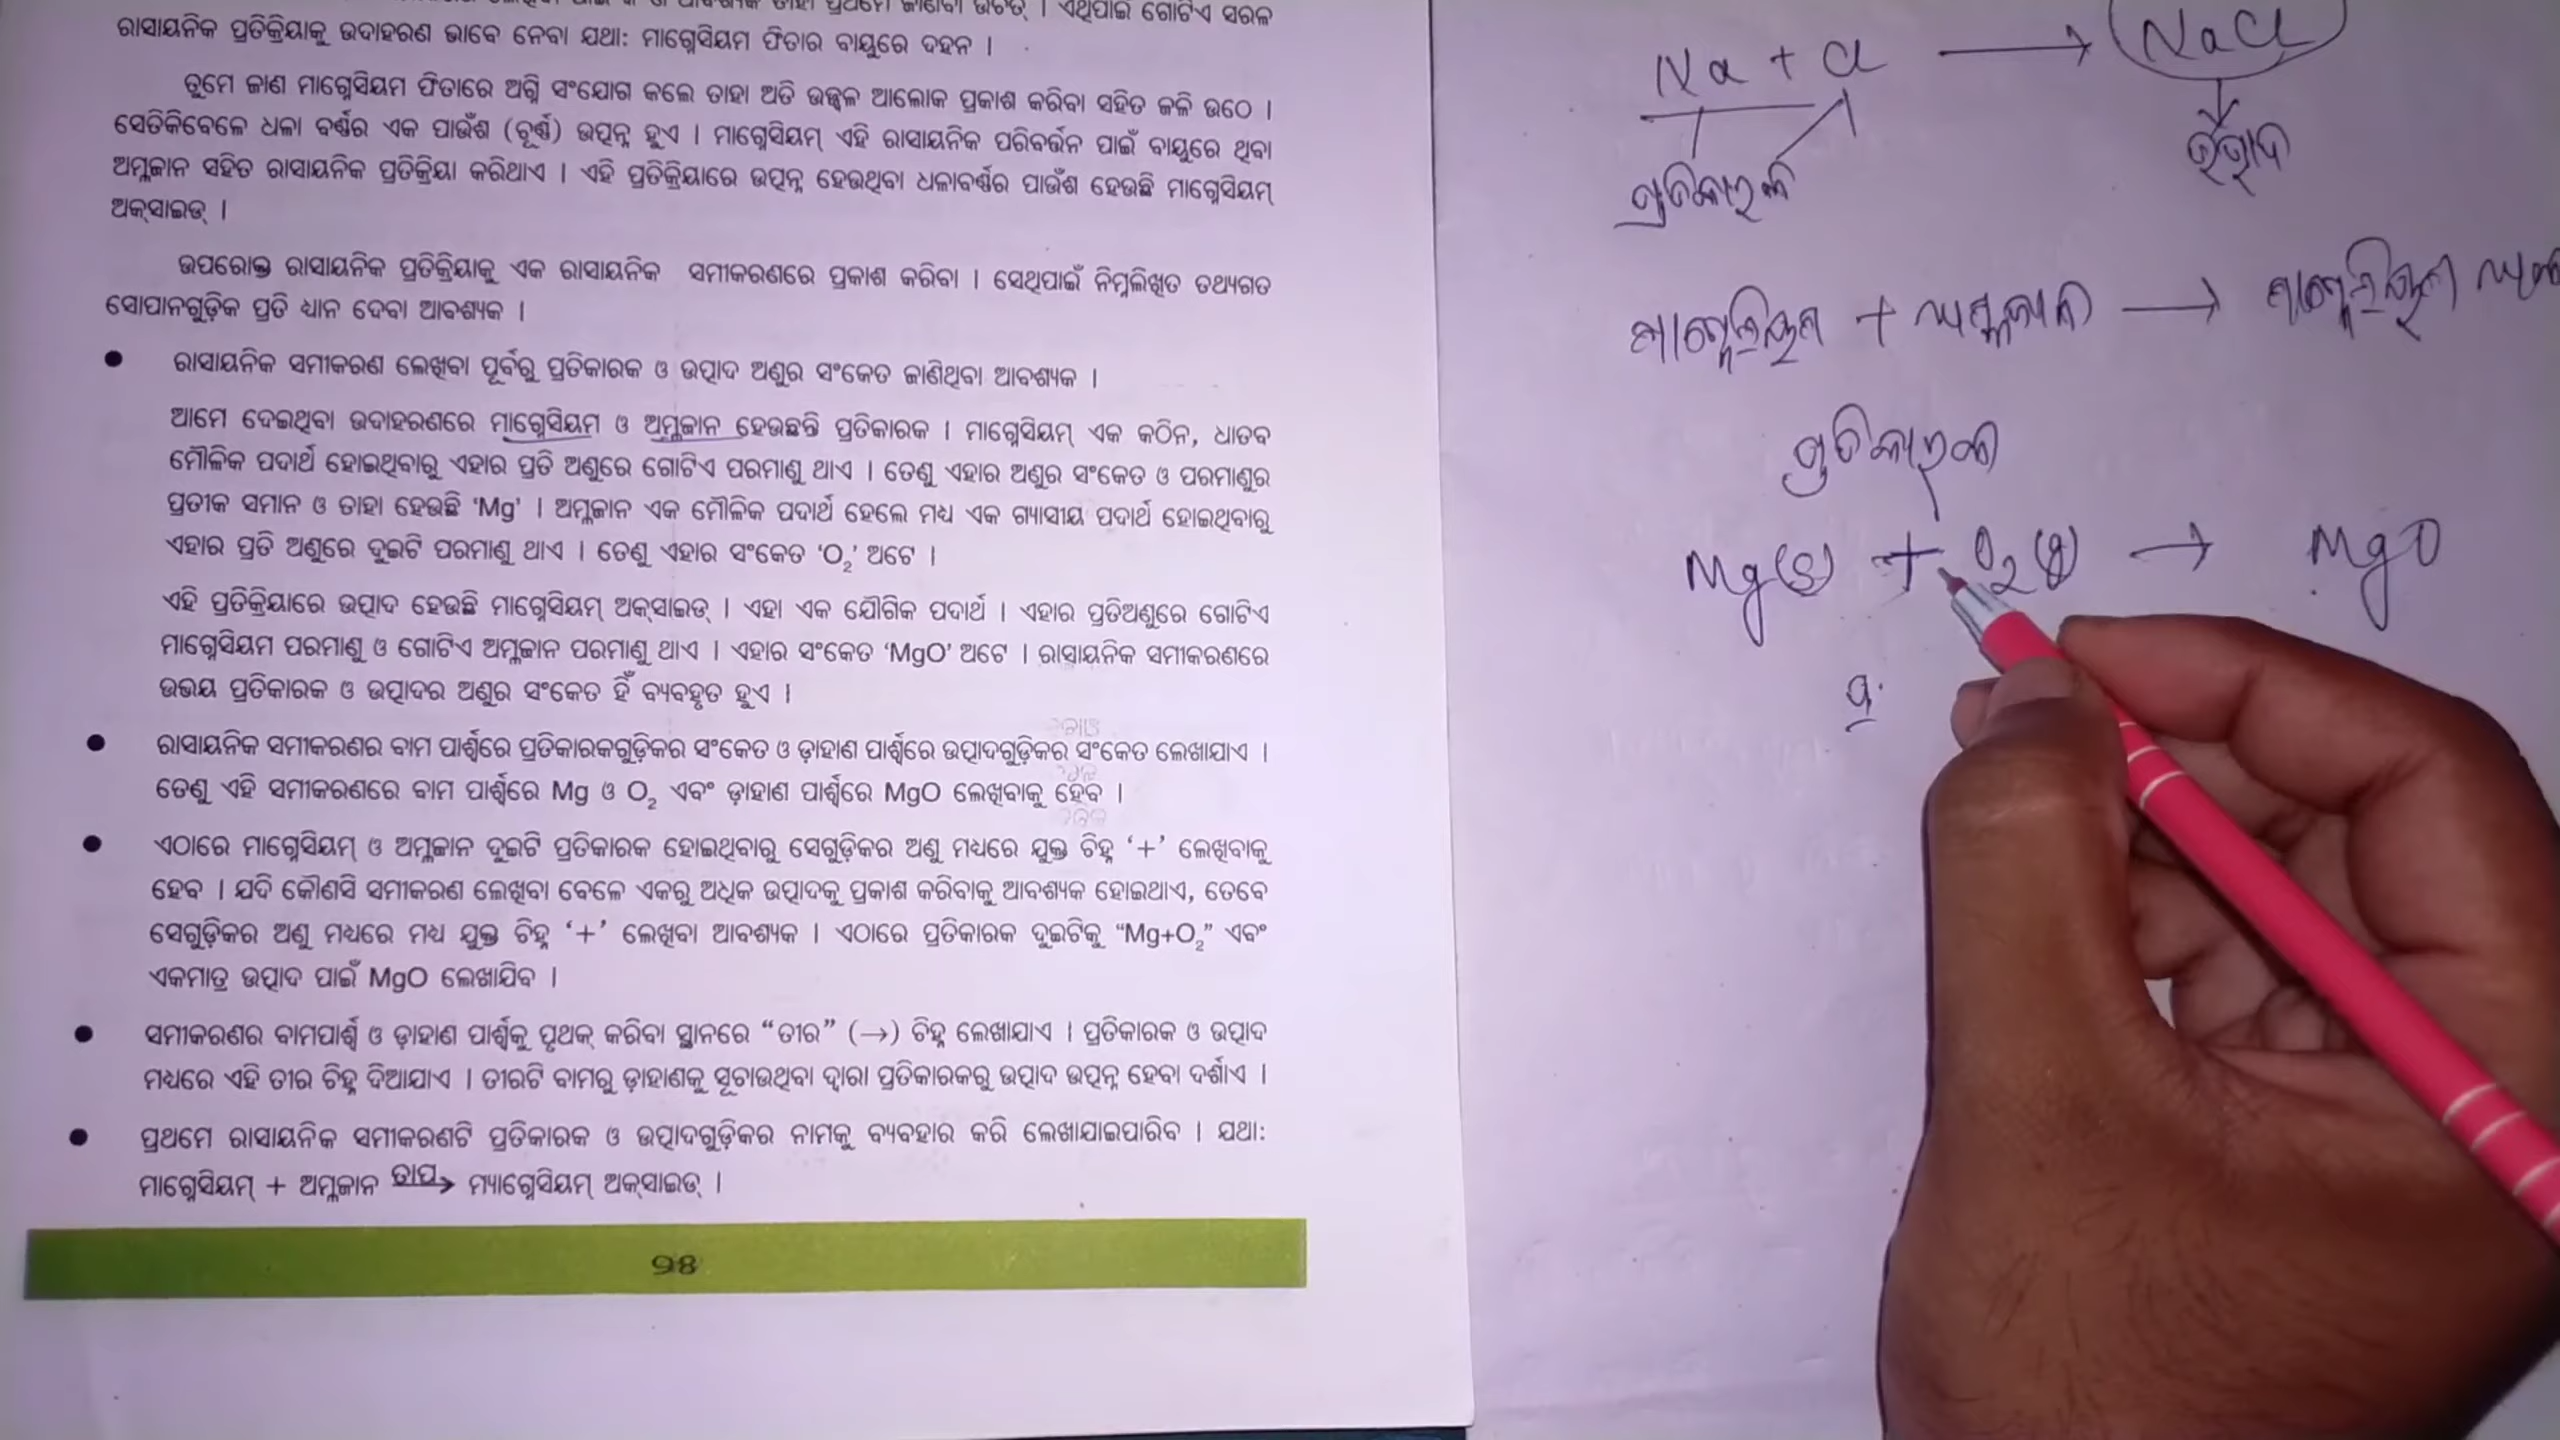 ରାସାୟନିକ ପ୍ରତିକ୍ରିୟାକୁ ଉଦାହରଣ ଭାବେ ନେବା ଯଥା: ମାଗ୍ନେସିୟମ ଫିତାର ବାୟୁରେ ଦହନ ।
ତୁମେ ଜାଣ ମାଗ୍ନେସିୟମ ଫିତାରେ ଅଗ୍ନି ସଂଯୋଗ କଲେ ତାହା ଅତି ଉଜ୍ଜ୍ୱଳ ଆଲୋକ ପ୍ରକାଶ କରିବା ସହିତ ଜଳି ଉଠେ ।
ସେତିକିବେଳେ ଧଳା ବର୍ଣ୍ଣର ଏକ ପାଉଁଶ (ଚୂର୍ଣ୍ଣ) ଉତ୍ପନ୍ନ ହୁଏ । ମାଗ୍ନେସିୟମ୍ ଏହି ରାସାୟନିକ ପରିବର୍ତ୍ତନ ପାଇଁ ବାୟୁରେ ଥିବା
ଅମ୍ଳଜାନ ସହିତ ରାସାୟନିକ ପ୍ରତିକ୍ରିୟା କରିଥାଏ । ଏହି ପ୍ରତିକ୍ରିୟାରେ ଉତ୍ପନ୍ନ ହେଉଥିବା ଧଳାବର୍ଣ୍ଣର ପାଉଁଶ ହେଉଛି ମାଗ୍ନେସିୟମ୍
ଅକ୍‌ସାଇଡ୍ ।
ଉପରୋକ୍ତ ରାସାୟନିକ ପ୍ରତିକ୍ରିୟାକୁ ଏକ ରାସାୟନିକ ସମୀକରଣରେ ପ୍ରକାଶ କରିବା । ସେଥିପାଇଁ ନିମ୍ନଲିଖିତ ତଥ୍ୟଗତ
ସୋପାନଗୁଡ଼ିକ ପ୍ରତି ଧ୍ୟାନ ଦେବା ଆବଶ୍ୟକ ।
● ରାସାୟନିକ ସମୀକରଣ ଲେଖିବା ପୂର୍ବରୁ ପ୍ରତିକାରକ ଓ ଉତ୍ପାଦ ଅଣୁର ସଂକେତ ଜାଣିଥିବା ଆବଶ୍ୟକ ।
ଆମେ ଦେଇଥିବା ଉଦାହରଣରେ ମାଗ୍ନେସିୟମ ଓ ଅମ୍ଳଜାନ ହେଉଛନ୍ତି ପ୍ରତିକାରକ । ମାଗ୍ନେସିୟମ୍ ଏକ କଠିନ, ଧାତବ
ମୌଳିକ ପଦାର୍ଥ ହୋଇଥିବାରୁ ଏହାର ପ୍ରତି ଅଣୁରେ ଗୋଟିଏ ପରମାଣୁ ଥାଏ । ତେଣୁ ଏହାର ଅଣୁର ସଂକେତ ଓ ପରମାଣୁର
ପ୍ରତୀକ ସମାନ ଓ ତାହା ହେଉଛି ‘Mg’ । ଅମ୍ଳଜାନ ଏକ ମୌଳିକ ପଦାର୍ଥ ହେଲେ ମଧ୍ୟ ଏକ ଗ୍ୟାସୀୟ ପଦାର୍ଥ ହୋଇଥିବାରୁ
ଏହାର ପ୍ରତି ଅଣୁରେ ଦୁଇଟି ପରମାଣୁ ଥାଏ । ତେଣୁ ଏହାର ସଂକେତ ‘O₂’ ଅଟେ ।
ଏହି ପ୍ରତିକ୍ରିୟାରେ ଉତ୍ପାଦ ହେଉଛି ମାଗ୍ନେସିୟମ୍ ଅକ୍‌ସାଇଡ୍ । ଏହା ଏକ ଯୌଗିକ ପଦାର୍ଥ । ଏହାର ପ୍ରତିଅଣୁରେ ଗୋଟିଏ
ମାଗ୍ନେସିୟମ ପରମାଣୁ ଓ ଗୋଟିଏ ଅମ୍ଳଜାନ ପରମାଣୁ ଥାଏ । ଏହାର ସଂକେତ ‘MgO’ ଅଟେ । ରାସାୟନିକ ସମୀକରଣରେ
ଉଭୟ ପ୍ରତିକାରକ ଓ ଉତ୍ପାଦର ଅଣୁର ସଂକେତ ହିଁ ବ୍ୟବହୃତ ହୁଏ ।
● ରାସାୟନିକ ସମୀକରଣର ବାମ ପାର୍ଶ୍ୱରେ ପ୍ରତିକାରକଗୁଡ଼ିକର ସଂକେତ ଓ ଡ଼ାହାଣ ପାର୍ଶ୍ୱରେ ଉତ୍ପାଦଗୁଡ଼ିକର ସଂକେତ ଲେଖାଯାଏ ।
ତେଣୁ ଏହି ସମୀକରଣରେ ବାମ ପାର୍ଶ୍ୱରେ Mg ଓ O₂ ଏବଂ ଡ଼ାହାଣ ପାର୍ଶ୍ୱରେ MgO ଲେଖିବାକୁ ହେବ ।
● ଏଠାରେ ମାଗ୍ନେସିୟମ୍ ଓ ଅମ୍ଳଜାନ ଦୁଇଟି ପ୍ରତିକାରକ ହୋଇଥିବାରୁ ସେଗୁଡ଼ିକର ଅଣୁ ମଧ୍ୟରେ ଯୁକ୍ତ ଚିହ୍ନ ‘+’ ଲେଖିବାକୁ
ହେବ । ଯଦି କୌଣସି ସମୀକରଣ ଲେଖିବା ବେଳେ ଏକରୁ ଅଧିକ ଉତ୍ପାଦକୁ ପ୍ରକାଶ କରିବାକୁ ଆବଶ୍ୟକ ହୋଇଥାଏ, ତେବେ
ସେଗୁଡ଼ିକର ଅଣୁ ମଧ୍ୟରେ ମଧ୍ୟ ଯୁକ୍ତ ଚିହ୍ନ ‘+’ ଲେଖିବା ଆବଶ୍ୟକ । ଏଠାରେ ପ୍ରତିକାରକ ଦୁଇଟିକୁ “Mg+O₂” ଏବଂ
ଏକମାତ୍ର ଉତ୍ପାଦ ପାଇଁ MgO ଲେଖାଯିବ ।
● ସମୀକରଣର ବାମପାର୍ଶ୍ୱ ଓ ଡ଼ାହାଣ ପାର୍ଶ୍ୱକୁ ପୃଥକ୍ କରିବା ସ୍ଥାନରେ “ତୀର” (→) ଚିହ୍ନ ଲେଖାଯାଏ । ପ୍ରତିକାରକ ଓ ଉତ୍ପାଦ
ମଧ୍ୟରେ ଏହି ତୀର ଚିହ୍ନ ଦିଆଯାଏ । ତୀରଟି ବାମରୁ ଡ଼ାହାଣକୁ ସୂଚାଉଥିବା ଦ୍ୱାରା ପ୍ରତିକାରକରୁ ଉତ୍ପାଦ ଉତ୍ପନ୍ନ ହେବା ଦର୍ଶାଏ ।
● ପ୍ରଥମେ ରାସାୟନିକ ସମୀକରଣଟି ପ୍ରତିକାରକ ଓ ଉତ୍ପାଦଗୁଡ଼ିକର ନାମକୁ ବ୍ୟବହାର କରି ଲେଖାଯାଇପାରିବ । ଯଥା:
ମାଗ୍ନେସିୟମ୍ + ଅମ୍ଳଜାନ ତାପ→ ମ୍ୟାଗ୍ନେସିୟମ୍ ଅକ୍‌ସାଇଡ୍ ।
୨୪
Na + Cl → NaCl
ପ୍ରତିକାରକ ଉତ୍ପାଦ
ମାଗ୍ନେସିୟମ + ଅମ୍ଳଜାନ → ମାଗ୍ନେସିୟମ
ପ୍ରତିକାରକ
Mg(s) + O₂(g) → MgO